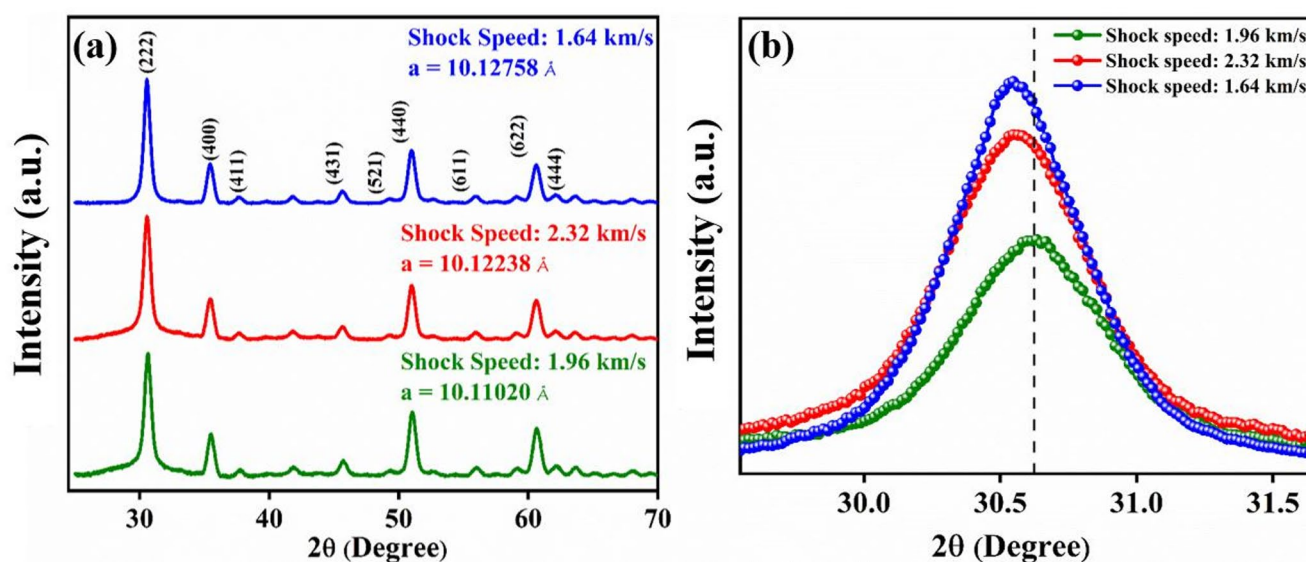 (a)
Shock Speed: 1.64 km/s
a = 10.12758 Å
(222)
(400)
(411)
(431)
(521)
(440)
(611)
(622)
(444)
Shock Speed: 2.32 km/s
a = 10.12238 Å
Shock Speed: 1.96 km/s
a = 10.11020 Å
Intensity (a.u.)
30 40 50 60 70
2θ (Degree)
(b)
Shock speed: 1.96 km/s
Shock speed: 2.32 km/s
Shock speed: 1.64 km/s
Intensity (a.u.)
30.0 30.5 31.0 31.5
2θ (Degree)